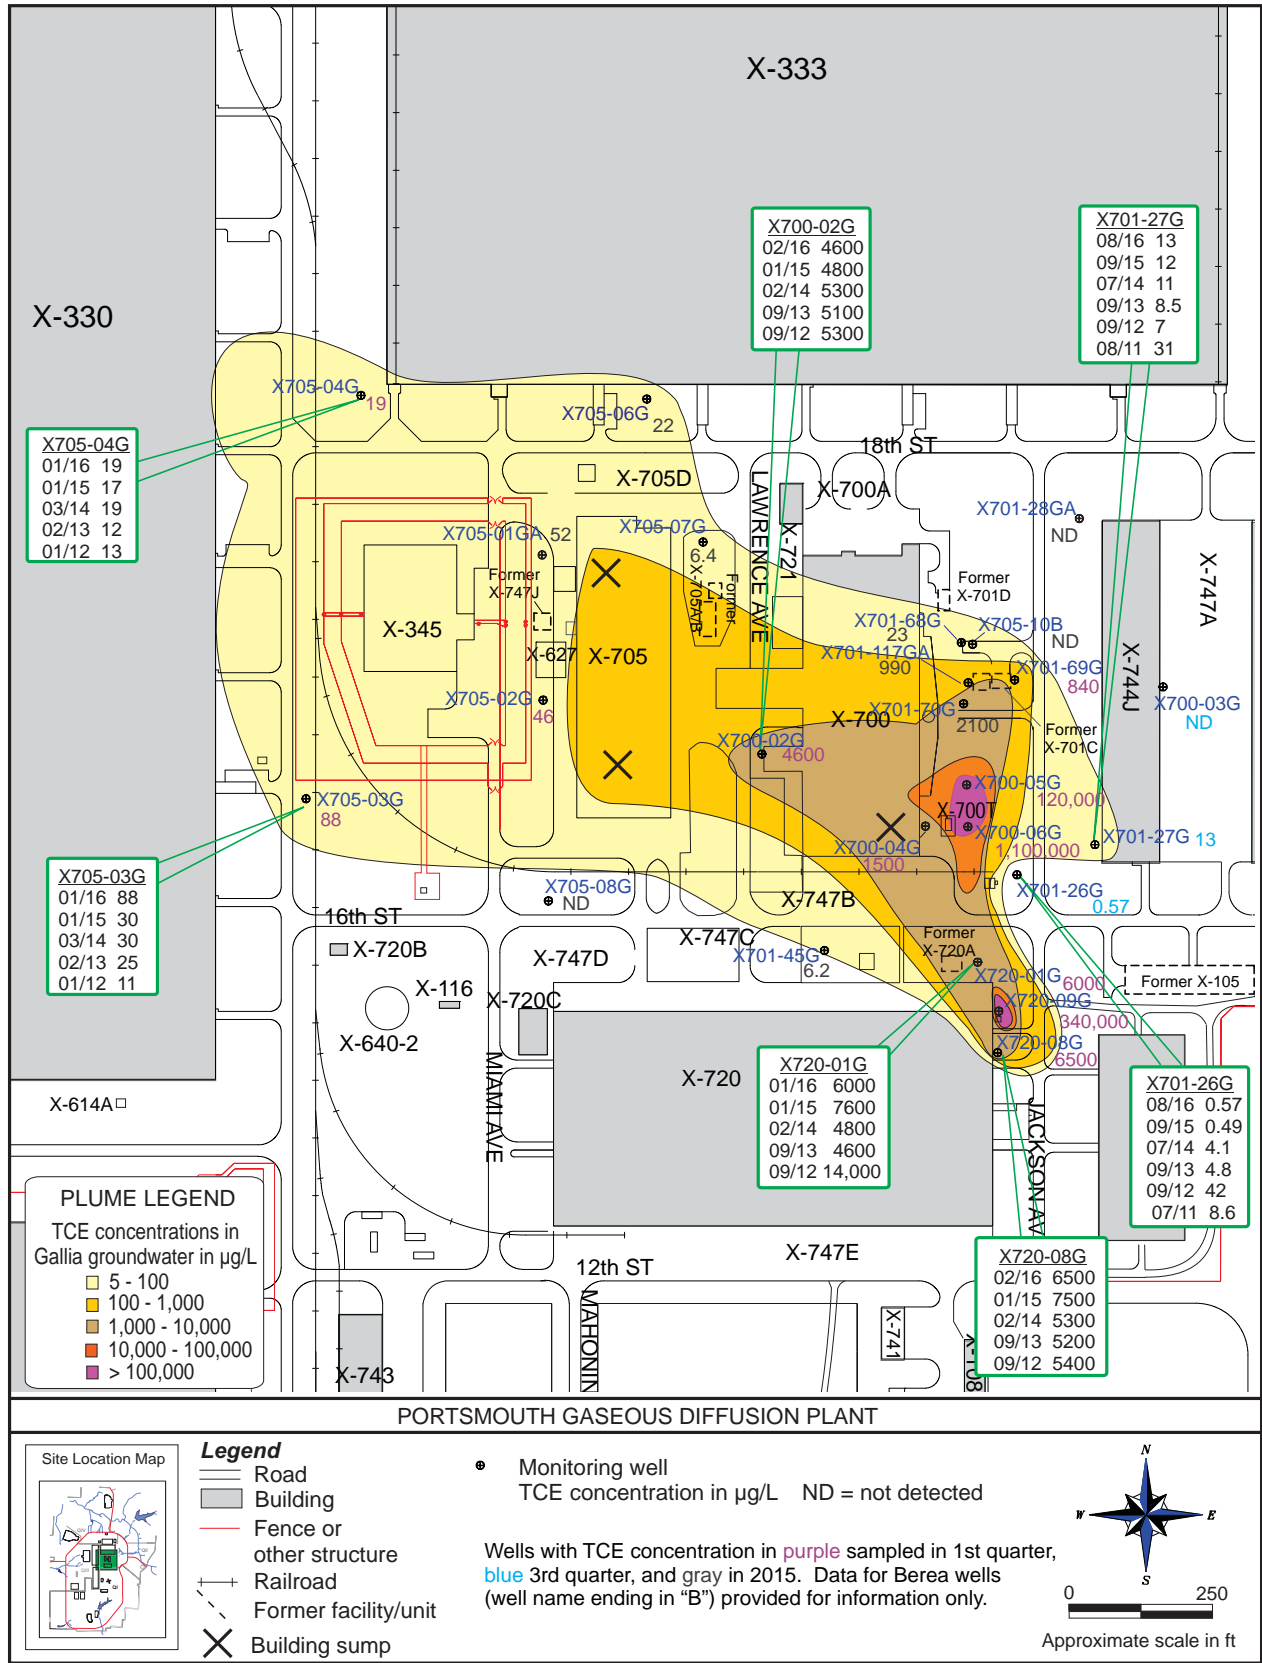 X-333
X-330
X700-02G
02/16 4600
01/15 4800
02/14 5300
09/13 5100
09/12 5300
X701-27G
08/16 13
09/15 12
07/14 11
09/13 8.5
09/12 7
08/11 31
X705-04G
19
X705-06G
22
X705-04G
01/16 19
01/15 17
03/14 19
02/13 12
01/12 13
18th ST
X-705D
LAWRENCE AVE
X-700A
X-721
X701-28GA
ND
X705-01GA
52
X705-07G
6.4
X-705A/B
Former
Former
X-747J
Former
X-701D
X-747A
X-345
X-627
X-705
X701-68G
23
X705-10B
ND
X701-117GA
990
X701-69G
840
X-744J
X700-03G
ND
X705-02G
46
X-700
X701-70G
2100
Former
X-701C
X700-02G
4600
X700-05G
120,000
X-700T
X705-03G
88
X700-04G
1500
X700-06G
1,100,000
X701-27G
13
X705-03G
01/16 88
01/15 30
03/14 30
02/13 25
01/12 11
X705-08G
ND
X-747B
X701-26G
0.57
16th ST
X-720B
X-747D
X-747C
X701-45G
6.2
Former
X-720A
X720-01G
6000
Former X-105
X-116
X-720C
X720-09G
340,000
X-640-2
X720-08G
6500
X-614A
MIAMI AVE
X-720
X720-01G
01/16 6000
01/15 7600
02/14 4800
09/13 4600
09/12 14,000
JACKSON AV
X701-26G
08/16 0.57
09/15 0.49
07/14 4.1
09/13 4.8
09/12 42
07/11 8.6
PLUME LEGEND
TCE concentrations in
Gallia groundwater in µg/L
5 - 100
100 - 1,000
1,000 - 10,000
10,000 - 100,000
> 100,000
X-747E
12th ST
X720-08G
02/16 6500
01/15 7500
02/14 5300
09/13 5200
09/12 5400
MAHONIN
X-741
X-743
PORTSMOUTH GASEOUS DIFFUSION PLANT
Site Location Map
Legend
Road
Building
Fence or
other structure
Railroad
Former facility/unit
Building sump
Monitoring well
TCE concentration in µg/L ND = not detected
Wells with TCE concentration in purple sampled in 1st quarter,
blue 3rd quarter, and gray in 2015. Data for Berea wells
(well name ending in “B”) provided for information only.
N
W
E
S
0 250
Approximate scale in ft